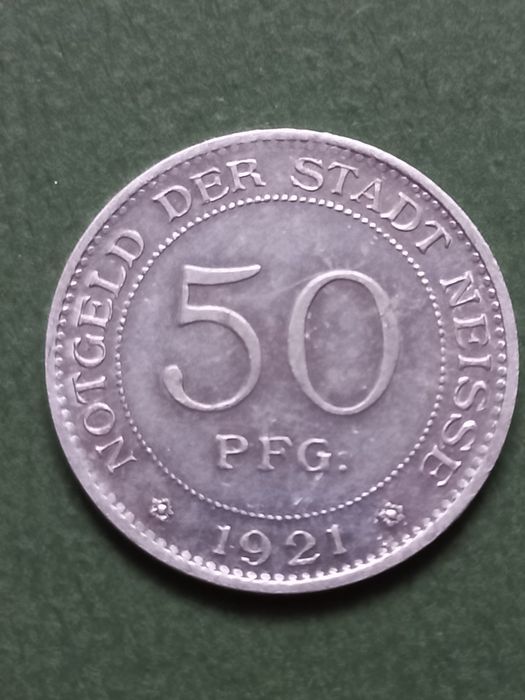 NOTGELD DER STADT NEISSE
50
PFG.
1921